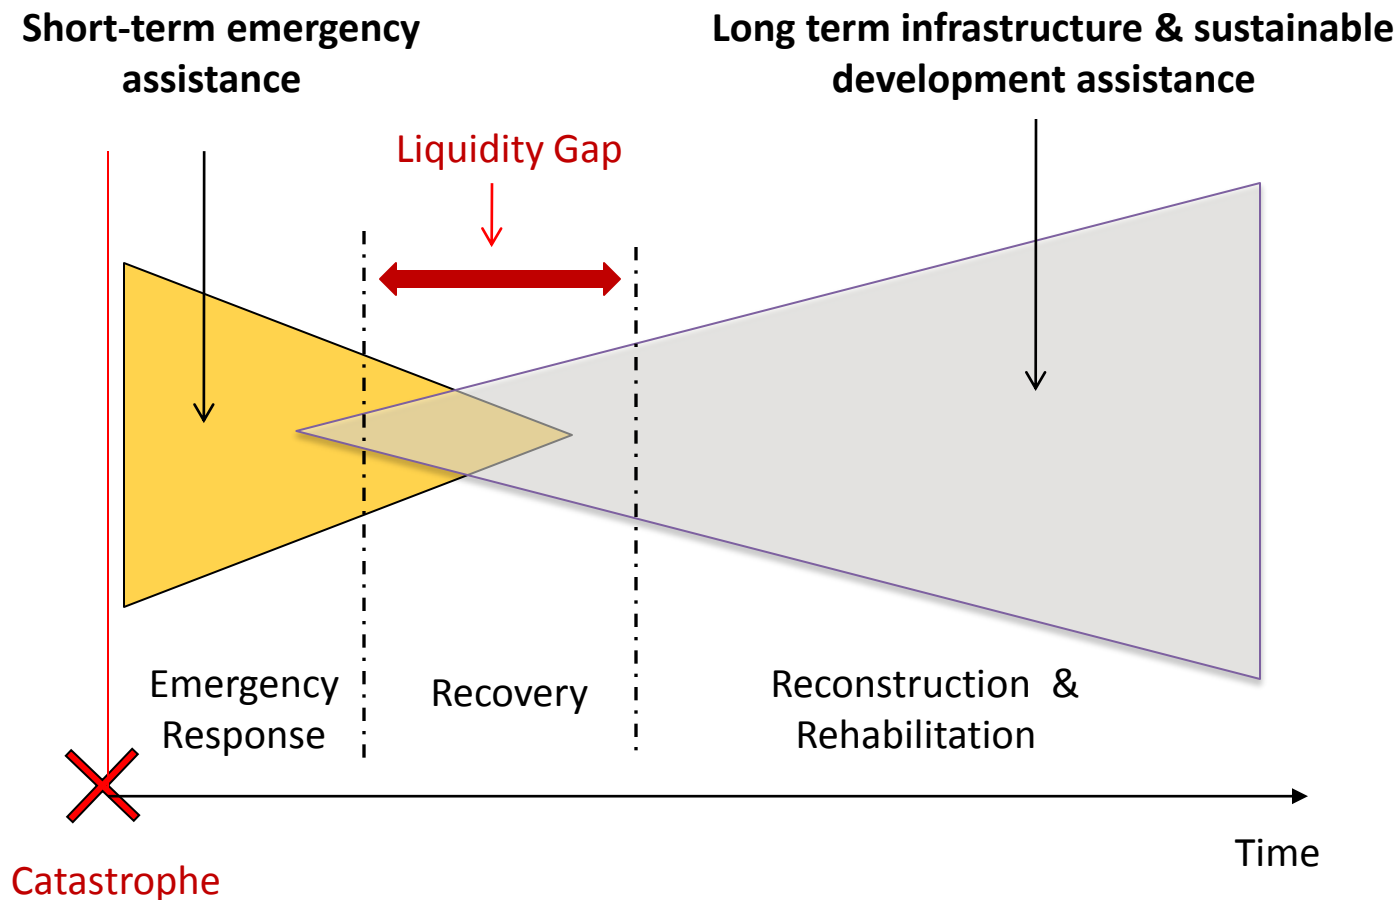 Short-term emergency
assistance
Long term infrastructure & sustainable
development assistance
Liquidity Gap
Emergency
Response
Recovery
Reconstruction &
Rehabilitation
Time
Catastrophe